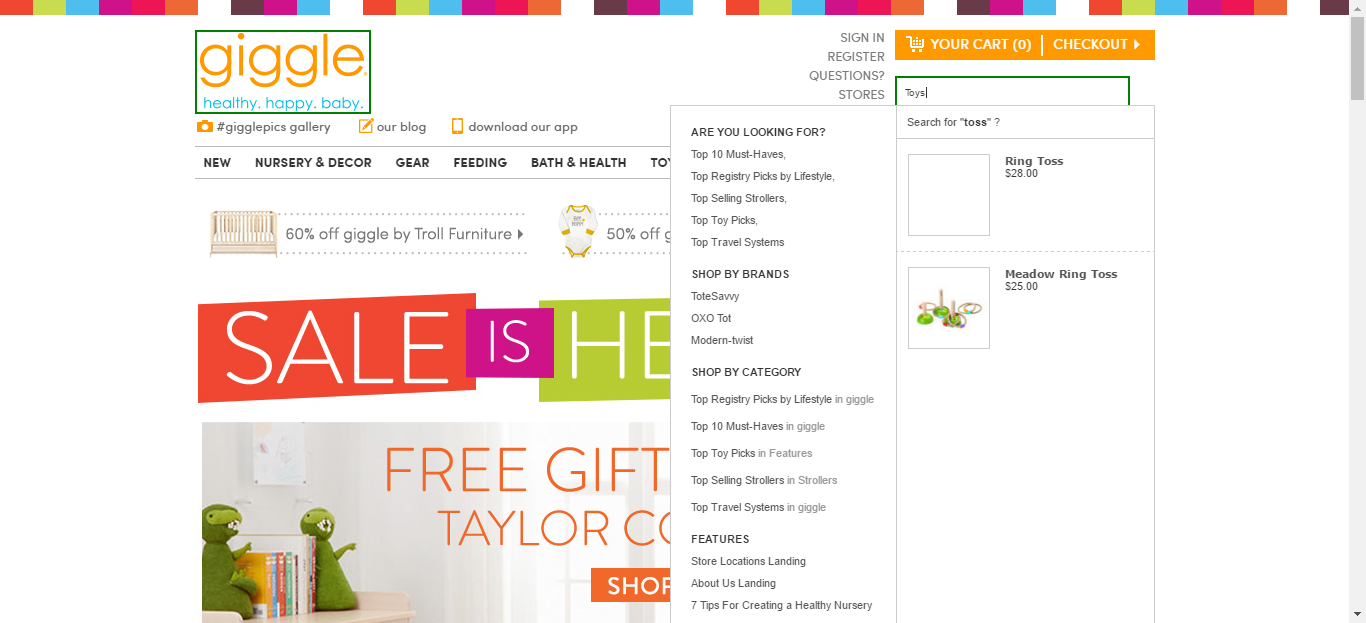 giggle.
healthy. happy. baby.
SIGN IN
REGISTER
QUESTIONS?
STORES
YOUR CART (0)
CHECKOUT
Toys
#gigglepics gallery
our blog
download our app
NEW
NURSERY & DECOR
GEAR
FEEDING
BATH & HEALTH
TOY
60% off giggle by Troll Furniture
50% off g
SALE IS HE
FREE GIFT
TAYLOR CO
SHOP
ARE YOU LOOKING FOR?
Top 10 Must-Haves,
Top Registry Picks by Lifestyle,
Top Selling Strollers,
Top Toy Picks,
Top Travel Systems
SHOP BY BRANDS
ToteSavvy
OXO Tot
Modern-twist
SHOP BY CATEGORY
Top Registry Picks by Lifestyle in giggle
Top 10 Must-Haves in giggle
Top Toy Picks in Features
Top Selling Strollers in Strollers
Top Travel Systems in giggle
FEATURES
Store Locations Landing
About Us Landing
7 Tips For Creating a Healthy Nursery
Search for "toss" ?
Ring Toss
$28.00
Meadow Ring Toss
$25.00